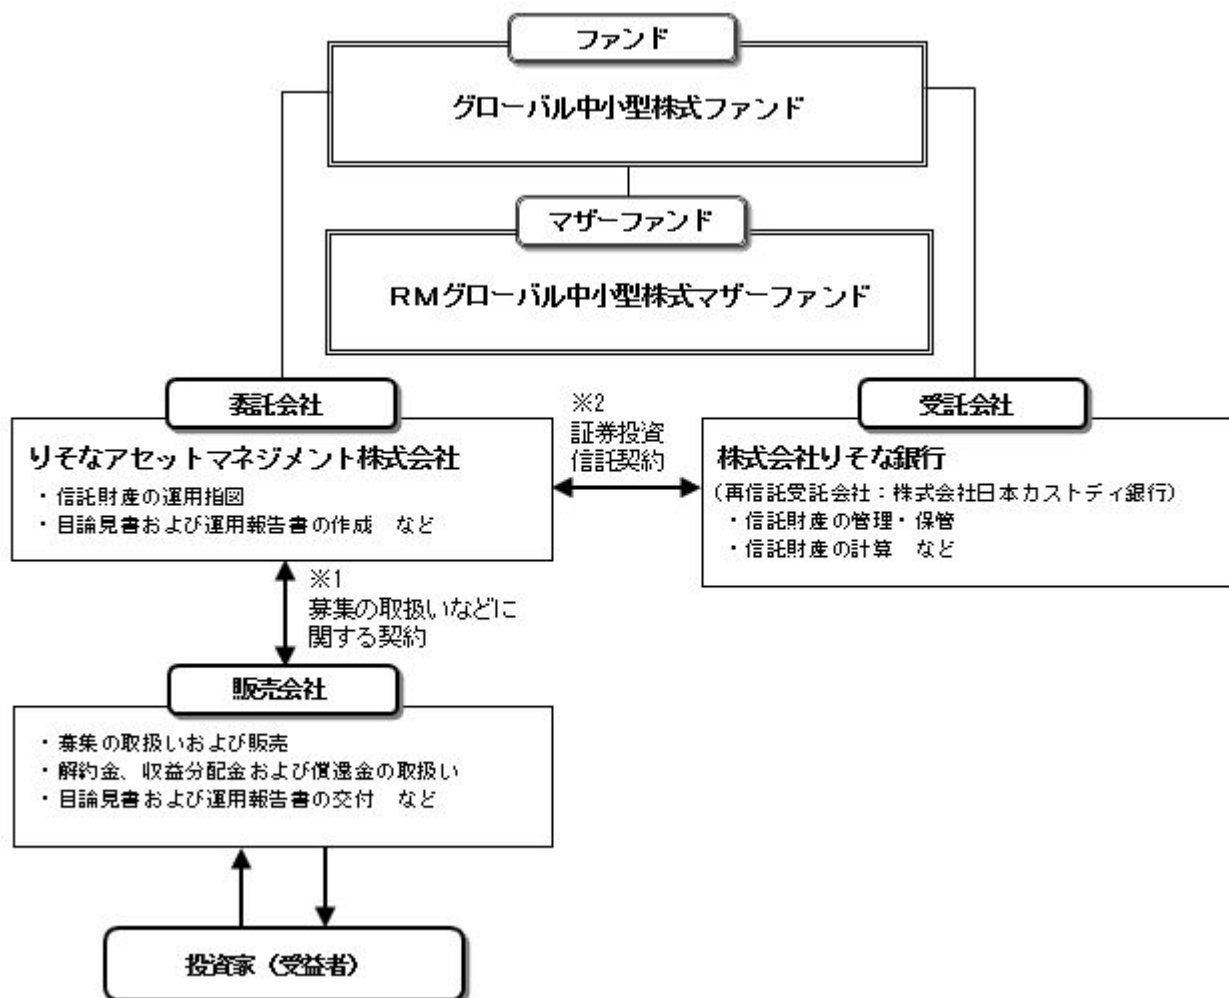 ファンド
グローバル中小型株式ファンド
マザーファンド
RMグローバル中小型株式マザーファンド
委託会社
りそなアセットマネジメント株式会社
・信託財産の運用指図
・目論見書および運用報告書の作成 など
※2
証券投資
信託契約
受託会社
株式会社りそな銀行
(再信託受託会社:株式会社日本カストディ銀行)
・信託財産の管理・保管
・信託財産の計算 など
※1
募集の取扱いなどに
関する契約
販売会社
・募集の取扱いおよび販売
・解約金、収益分配金および償還金の取扱い
・目論見書および運用報告書の交付 など
投資家(受益者)